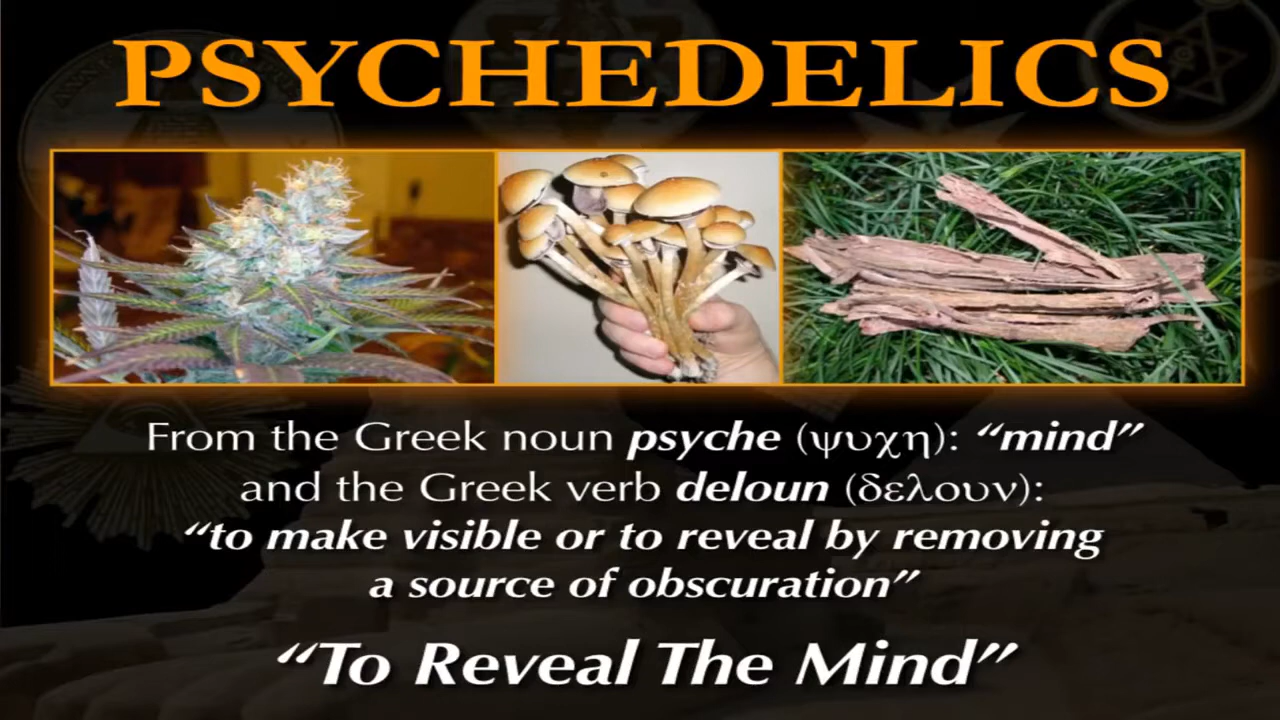 PSYCHEDELICS
From the Greek noun psyche (ψυχη): “mind”
and the Greek verb deloun (δελουν):
“to make visible or to reveal by removing
a source of obscuration”
“To Reveal The Mind”